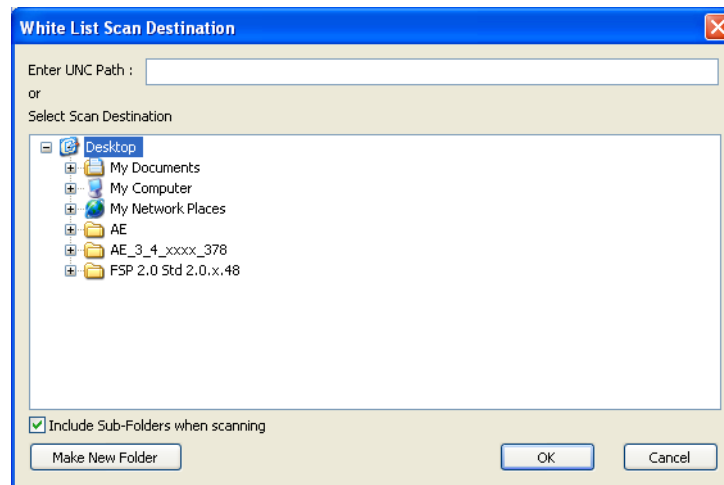 White List Scan Destination
Enter UNC Path :
or
Select Scan Destination
Desktop
My Documents
My Computer
My Network Places
AE
AE_3_4_xxxx_378
FSP 2.0 Std 2.0.x.48
Include Sub-Folders when scanning
Make New Folder OK Cancel